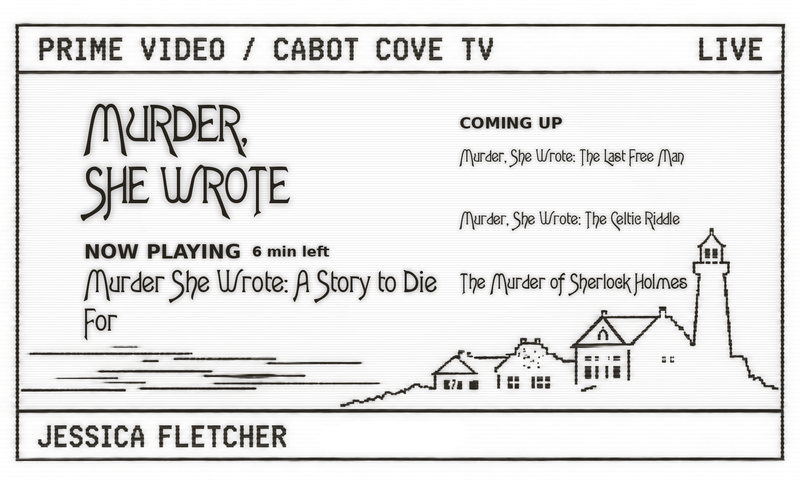 PRIME VIDEO / CABOT COVE TV LIVE
MURDER,
SHE WROTE
NOW PLAYING 6 min left
Murder She Wrote: A Story to Die
For
COMING UP
Murder, She Wrote: The Last Free Man
Murder, She Wrote: The Celtic Riddle
The Murder of Sherlock Holmes
JESSICA FLETCHER